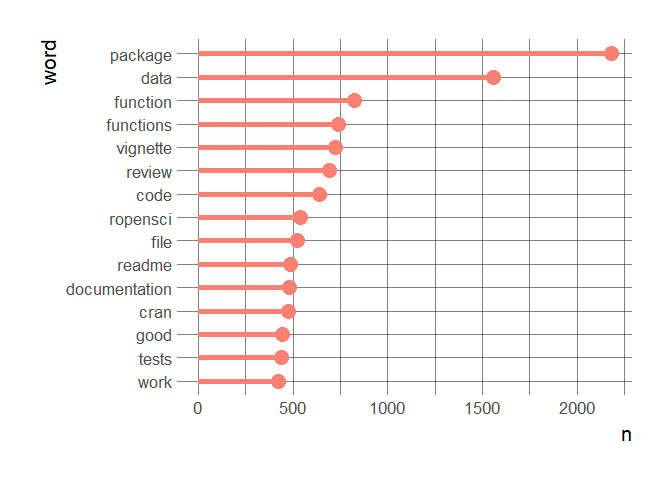 word
package
data
function
functions
vignette
review
code
ropensci
file
readme
documentation
cran
good
tests
work
0 500 1000 1500 2000
n